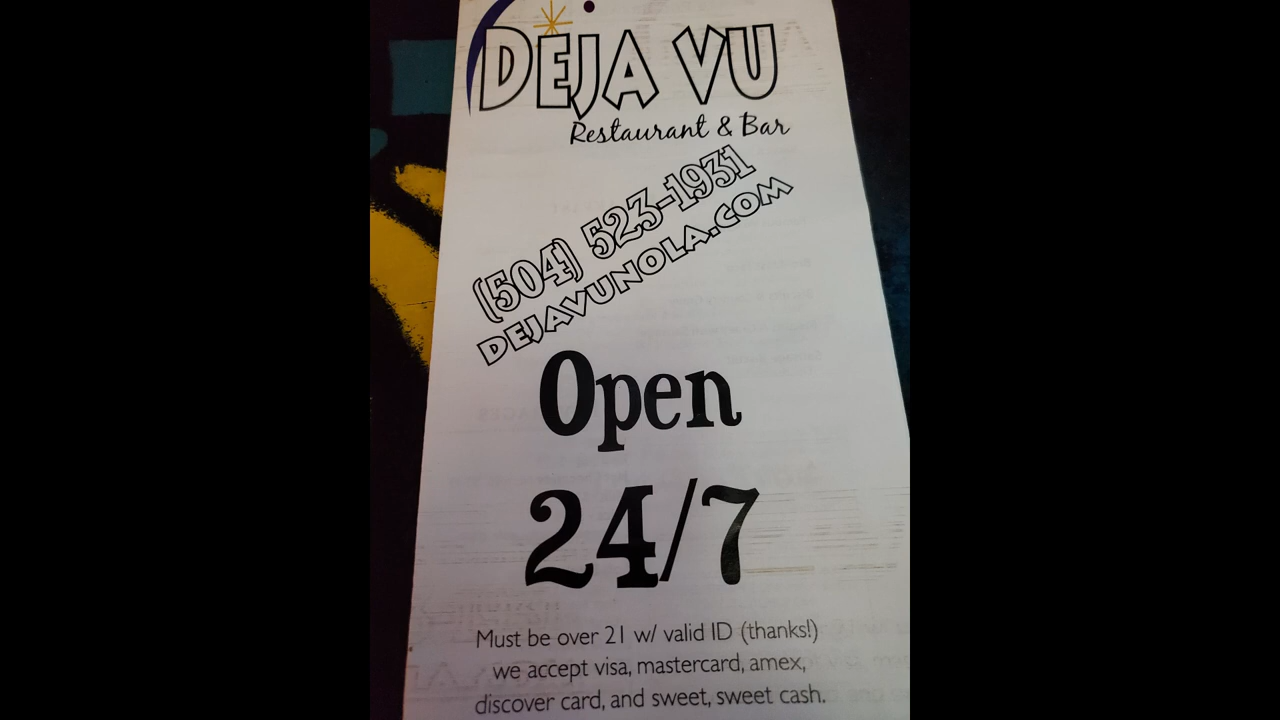 DEJA VU
Restaurant & Bar
(504) 523-1931
DEJAVUNOLA.COM
Open
24/7
Must be over 21 w/ valid ID (thanks!)
we accept visa, mastercard, amex,
discover card, and sweet, sweet cash.